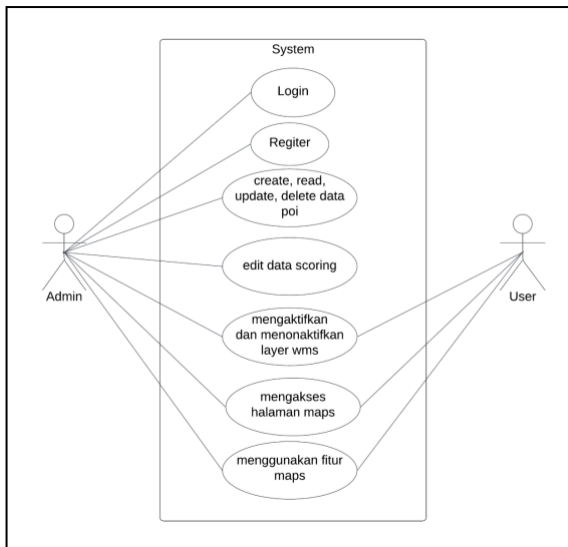 System
Login
Regiter
create, read,
update, delete data
poi
edit data scoring
Admin
User
mengaktifkan
dan menonaktifkan
layer wms
mengakses
halaman maps
menggunakan fitur
maps